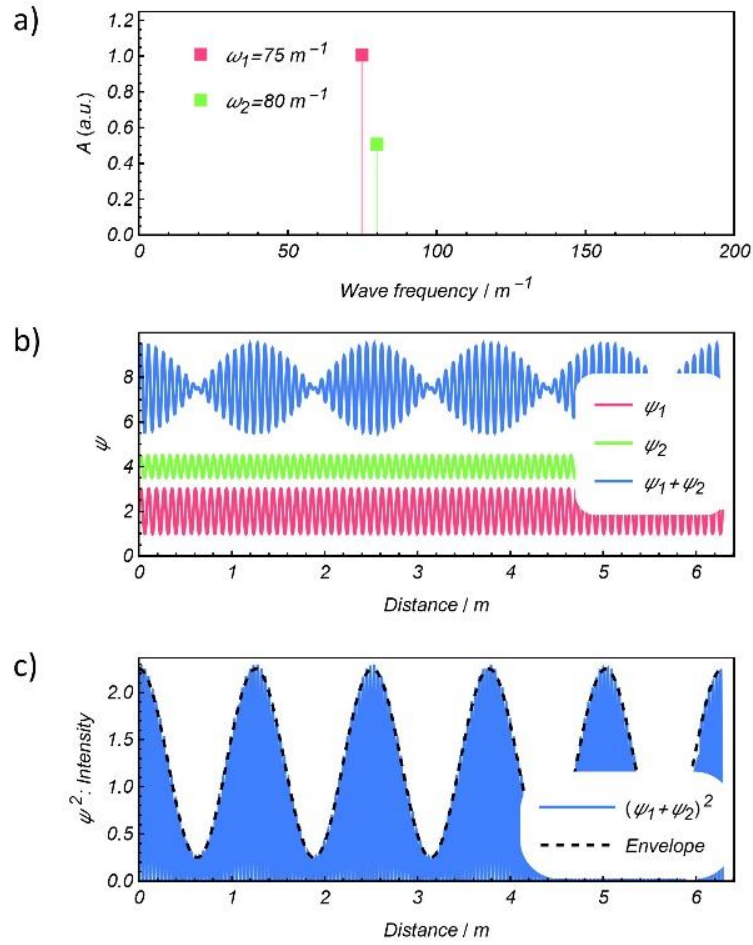 a)
1.2
1.0
0.8
0.6
0.4
0.2
0.0
A (a.u.)
ω₁=75 m⁻¹
ω₂=80 m⁻¹
0 50 100 150 200
Wave frequency / m⁻¹
b)
8
6
4
2
0
ψ
ψ₁
ψ₂
ψ₁+ψ₂
0 1 2 3 4 5 6
Distance / m
c)
2.0
1.5
1.0
0.5
0.0
ψ²: Intensity
(ψ₁+ψ₂)²
Envelope
0 1 2 3 4 5 6
Distance / m